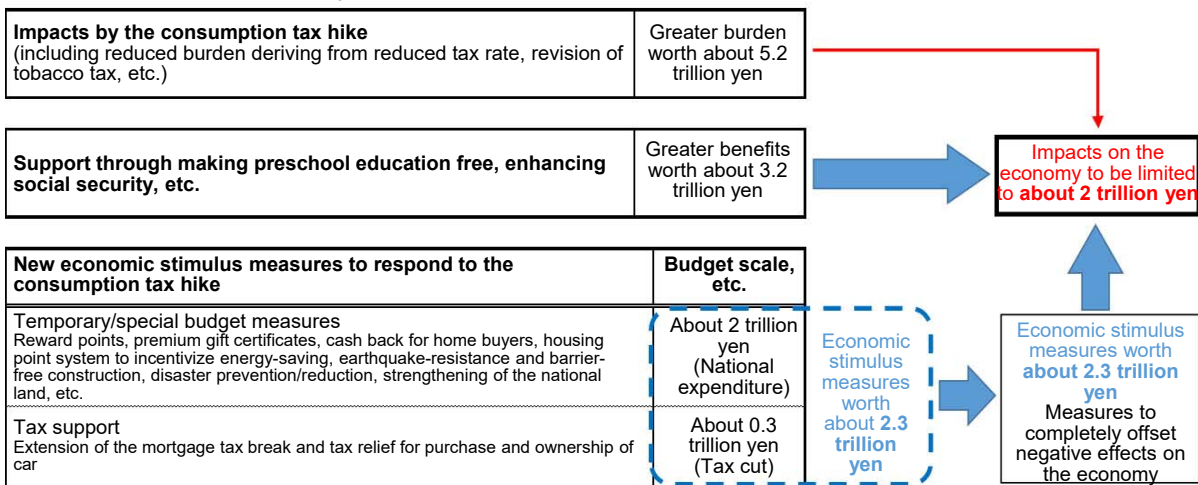 Impacts by the consumption tax hike
(including reduced burden deriving from reduced tax rate, revision of
tobacco tax, etc.)
Greater burden
worth about 5.2
trillion yen
Support through making preschool education free, enhancing
social security, etc.
Greater benefits
worth about 3.2
trillion yen
Impacts on the
economy to be limited
to about 2 trillion yen
New economic stimulus measures to respond to the
consumption tax hike
Budget scale,
etc.
Temporary/special budget measures
Reward points, premium gift certificates, cash back for home buyers, housing
point system to incentivize energy-saving, earthquake-resistance and barrier-
free construction, disaster prevention/reduction, strengthening of the national
land, etc.
About 2 trillion
yen
(National
expenditure)
Tax support
Extension of the mortgage tax break and tax relief for purchase and ownership of
car
About 0.3
trillion yen
(Tax cut)
Economic
stimulus
measures
worth
about 2.3
trillion
yen
Economic stimulus
measures worth
about 2.3 trillion
yen
Measures to
completely offset
negative effects on
the economy